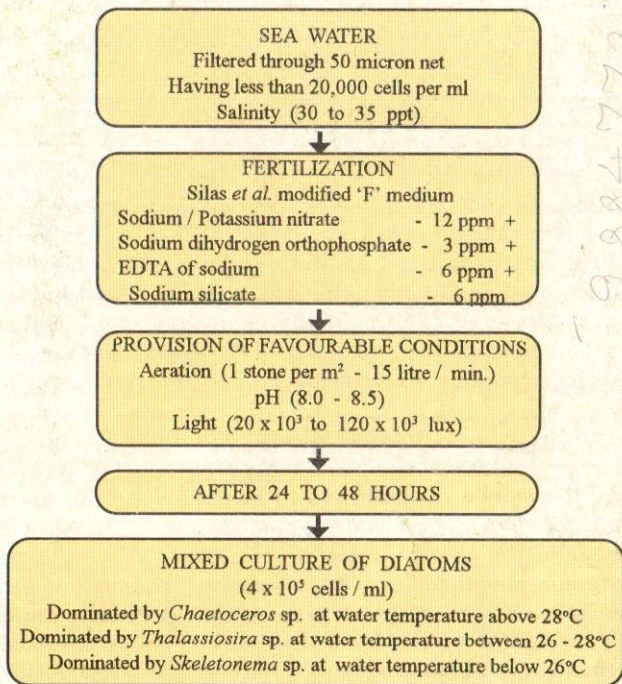 SEA WATER
Filtered through 50 micron net
Having less than 20,000 cells per ml
Salinity (30 to 35 ppt)
FERTILIZATION
Silas et al. modified ‘F’ medium
Sodium / Potassium nitrate - 12 ppm +
Sodium dihydrogen orthophosphate - 3 ppm +
EDTA of sodium - 6 ppm +
Sodium silicate - 6 ppm
PROVISION OF FAVOURABLE CONDITIONS
Aeration (1 stone per m² - 15 litre / min.)
pH (8.0 - 8.5)
Light (20 x 10³ to 120 x 10³ lux)
AFTER 24 TO 48 HOURS
MIXED CULTURE OF DIATOMS
(4 x 10⁵ cells / ml)
Dominated by Chaetoceros sp. at water temperature above 28°C
Dominated by Thalassiosira sp. at water temperature between 26 - 28°C
Dominated by Skeletonema sp. at water temperature below 26°C